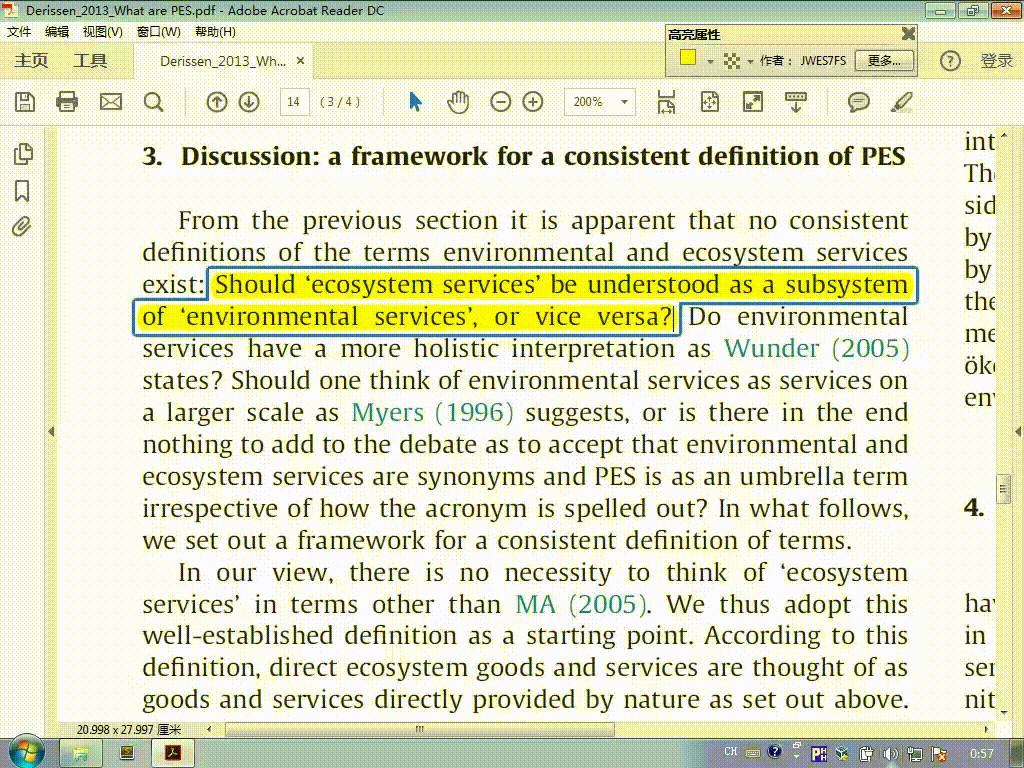 Derissen_2013_What are PES.pdf - Adobe Acrobat Reader DC
文件 编辑 视图(V) 窗口(W) 帮助(H)
高亮属性
作者： JWES7FS 更多...
主页 工具 Derissen_2013_Wh... × ? 登录
14 (3 / 4) 200%
3. Discussion: a framework for a consistent definition of PES
From the previous section it is apparent that no consistent
definitions of the terms environmental and ecosystem services
exist: Should ‘ecosystem services’ be understood as a subsystem
of ‘environmental services’, or vice versa? Do environmental
services have a more holistic interpretation as Wunder (2005)
states? Should one think of environmental services as services on
a larger scale as Myers (1996) suggests, or is there in the end
nothing to add to the debate as to accept that environmental and
ecosystem services are synonyms and PES is as an umbrella term
irrespective of how the acronym is spelled out? In what follows,
we set out a framework for a consistent definition of terms.
In our view, there is no necessity to think of ‘ecosystem
services’ in terms other than MA (2005). We thus adopt this
well-established definition as a starting point. According to this
definition, direct ecosystem goods and services are thought of as
goods and services directly provided by nature as set out above.
int
The
sid
by
by
the
me
öko
env
4.
hav
in
ser
nit
20.998 x 27.997 厘米
CH ? 0:57